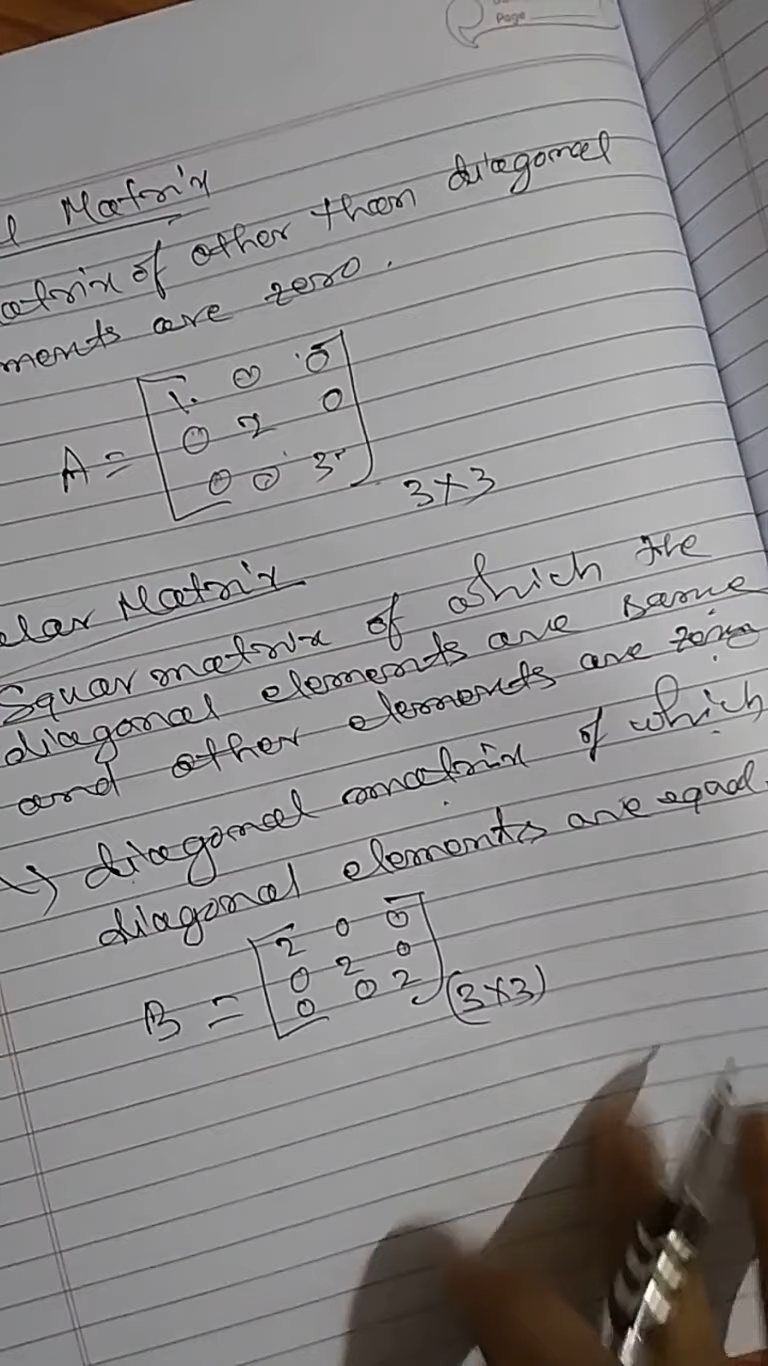 Page
l Matrix
atrix of other than diagonal
ments are zero.
A = [ 1 0 0
0 2 0
0 0 3 ] 3×3
alar Matrix
Squar matrix of which the
diagonal elements are same
and other elements are zero
↳ diagonal matrix of which
diagonal elements are equal.
B = [ 2 0 0
0 2 0
0 0 2 ] (3×3)